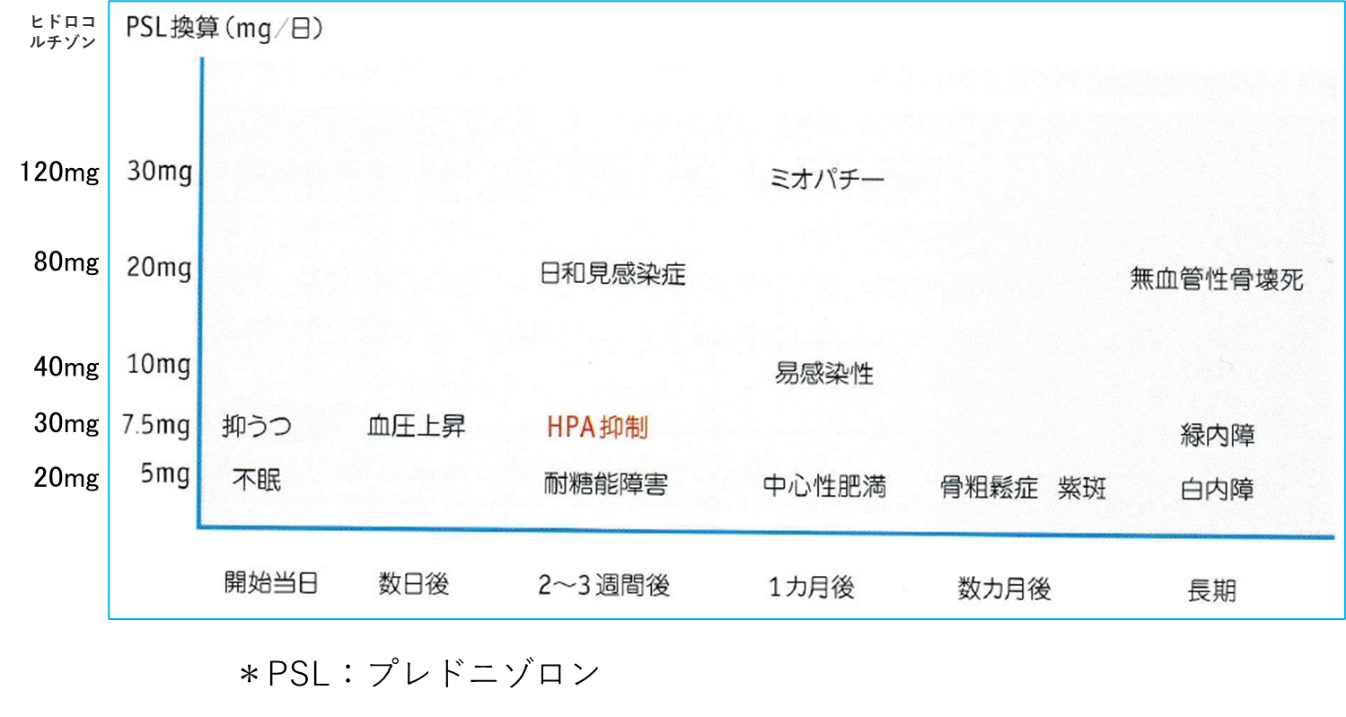 ヒドロコ
ルチゾン
PSL換算(mg/日)
120mg 30mg ミオパチー
80mg 20mg 日和見感染症 無血管性骨壊死
40mg 10mg 易感染性
30mg 7.5mg 抑うつ 血圧上昇 HPA抑制 緑内障
20mg 5mg 不眠 耐糖能障害 中心性肥満 骨粗鬆症 紫斑 白内障
開始当日 数日後 2〜3週間後 1カ月後 数カ月後 長期
＊PSL：プレドニゾロン